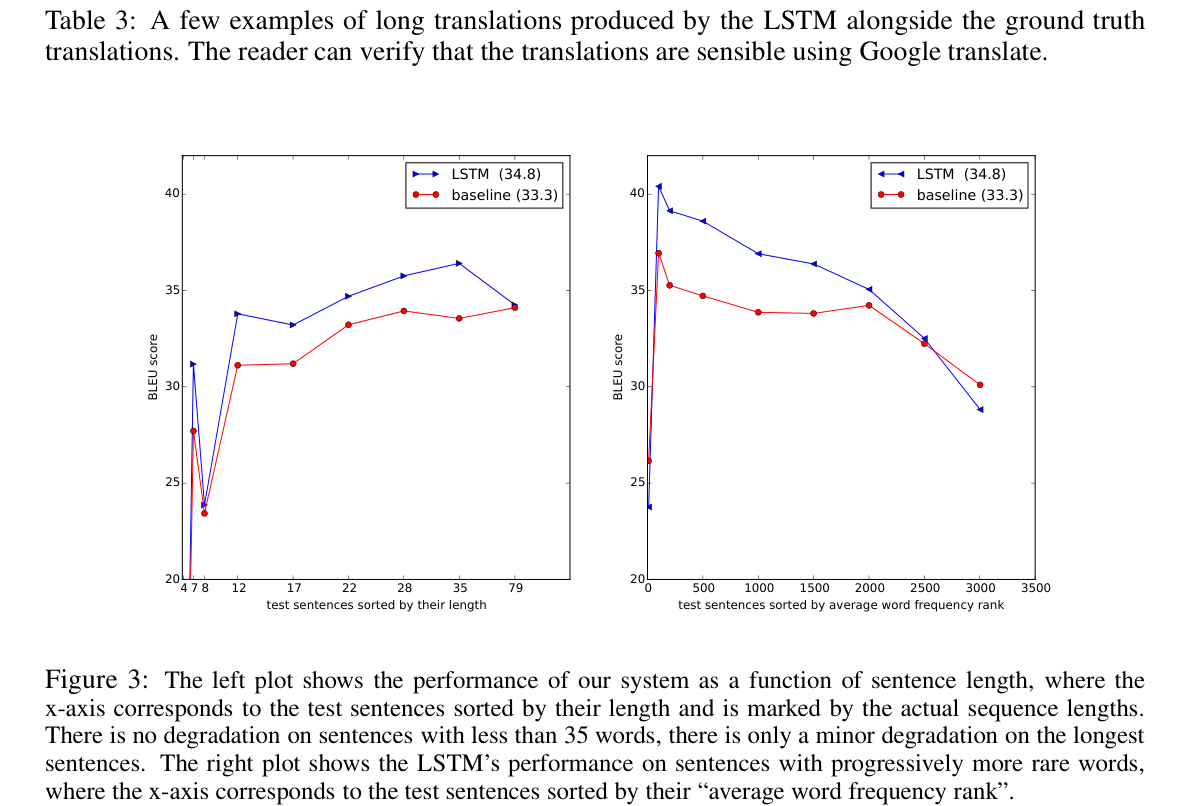 Table 3: A few examples of long translations produced by the LSTM alongside the ground truth
translations. The reader can verify that the translations are sensible using Google translate.
LSTM (34.8)
baseline (33.3)
40
35
30
25
20
BLEU score
4 7 8 12 17 22 28 35 79
test sentences sorted by their length
LSTM (34.8)
baseline (33.3)
40
35
30
25
20
BLEU score
0 500 1000 1500 2000 2500 3000 3500
test sentences sorted by average word frequency rank
Figure 3: The left plot shows the performance of our system as a function of sentence length, where the
x-axis corresponds to the test sentences sorted by their length and is marked by the actual sequence lengths.
There is no degradation on sentences with less than 35 words, there is only a minor degradation on the longest
sentences. The right plot shows the LSTM's performance on sentences with progressively more rare words,
where the x-axis corresponds to the test sentences sorted by their “average word frequency rank”.